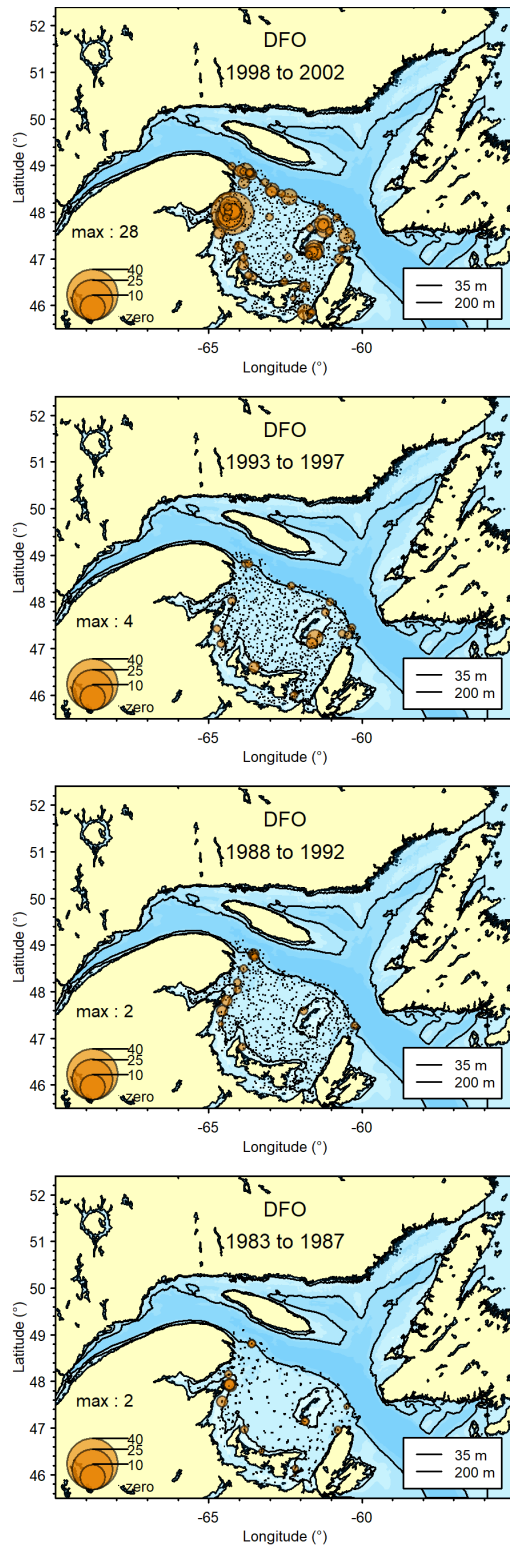 52
51
50
49
48
47
46
Latitude (°)
DFO
1998 to 2002
max : 28
40
25
10
zero
35 m
200 m
-65
-60
Longitude (°)
52
51
50
49
48
47
46
Latitude (°)
DFO
1993 to 1997
max : 4
40
25
10
zero
35 m
200 m
-65
-60
Longitude (°)
52
51
50
49
48
47
46
Latitude (°)
DFO
1988 to 1992
max : 2
40
25
10
zero
35 m
200 m
-65
-60
Longitude (°)
52
51
50
49
48
47
46
Latitude (°)
DFO
1983 to 1987
max : 2
40
25
10
zero
35 m
200 m
-65
-60
Longitude (°)